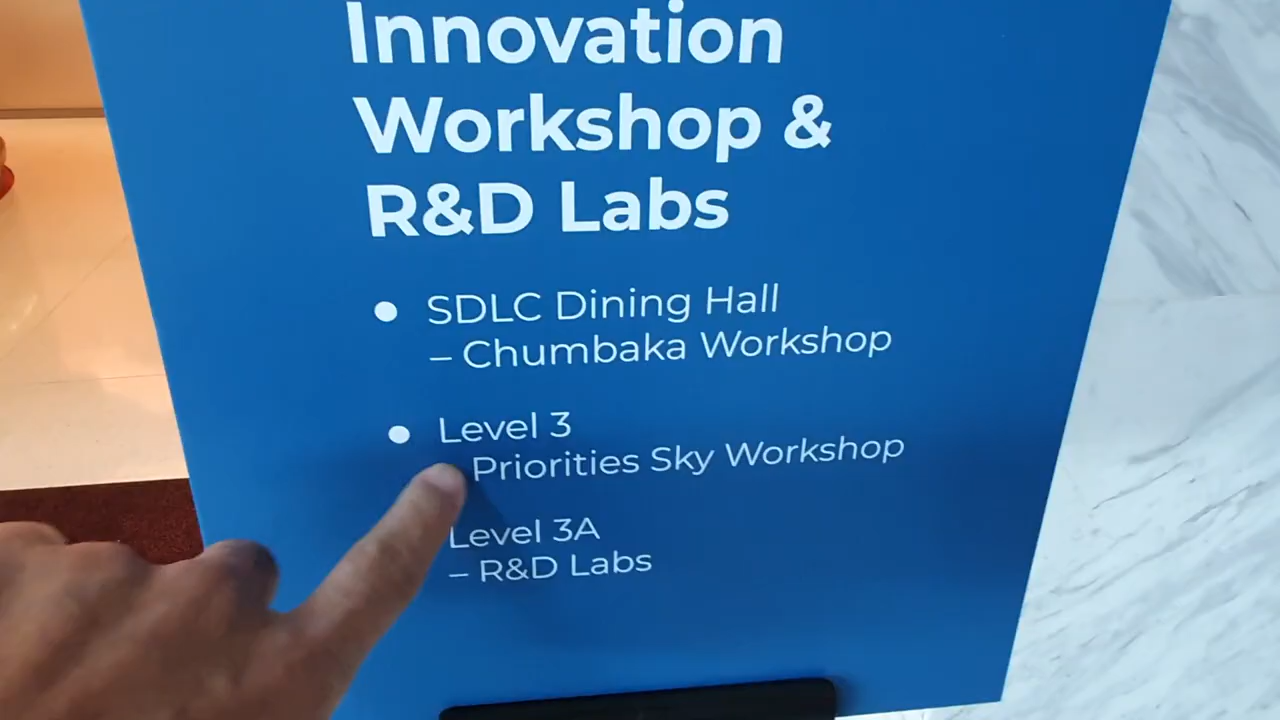 Innovation
Workshop &
R&D Labs
● SDLC Dining Hall
– Chumbaka Workshop
● Level 3
Priorities Sky Workshop
Level 3A
– R&D Labs